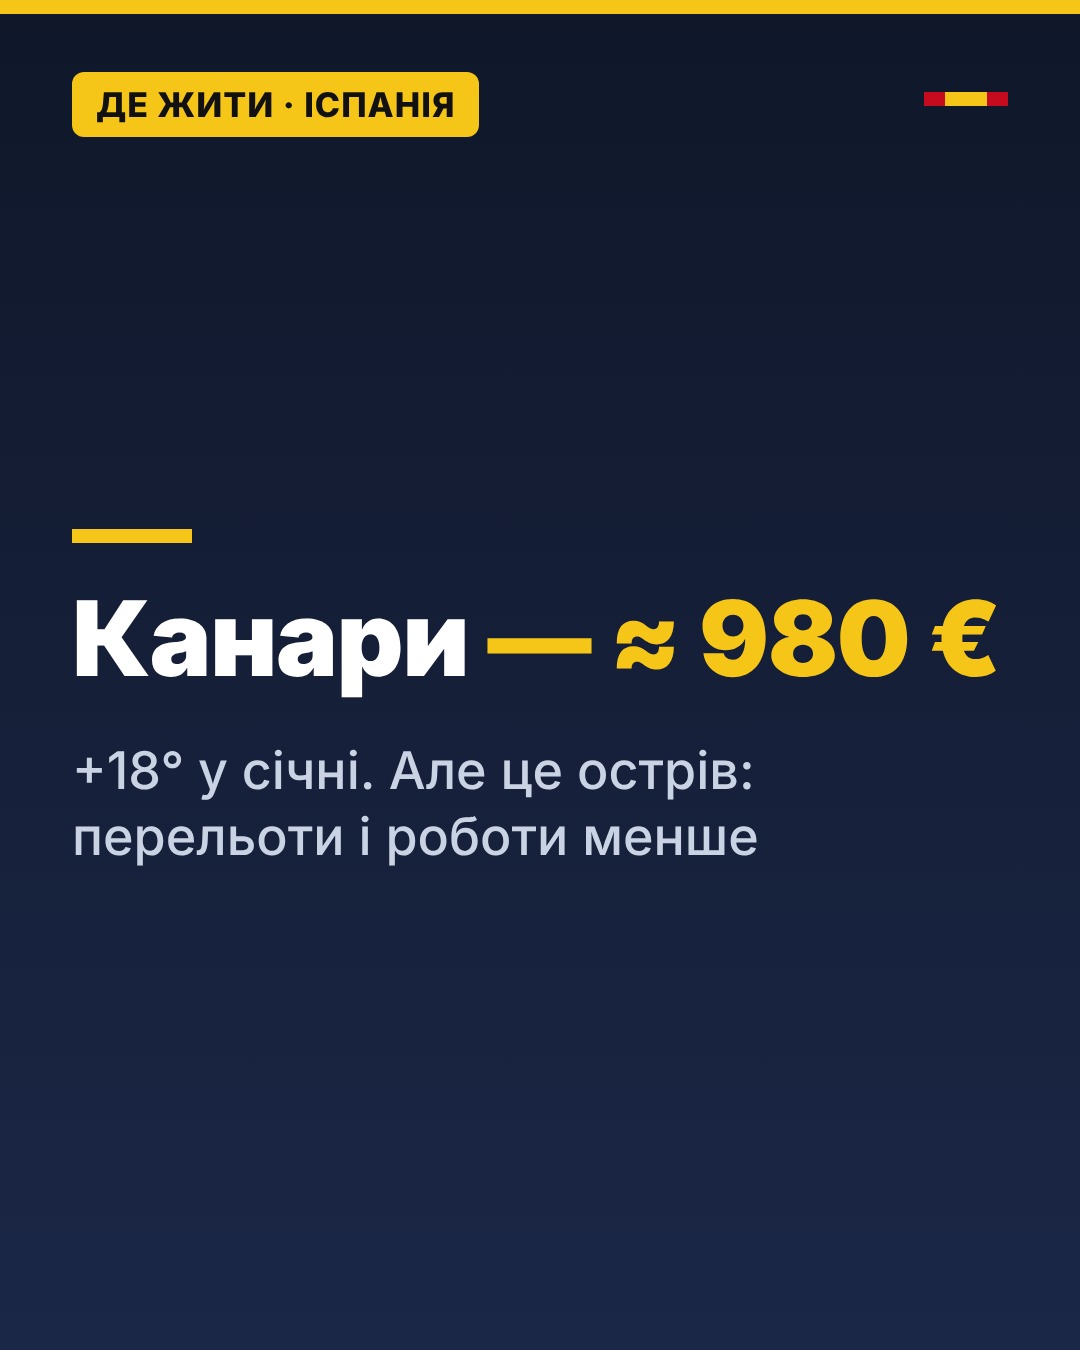 ДЕ ЖИТИ · ІСПАНІЯ
Канари — ≈ 980 €
+18° у січні. Але це острів:
перельоти і роботи менше